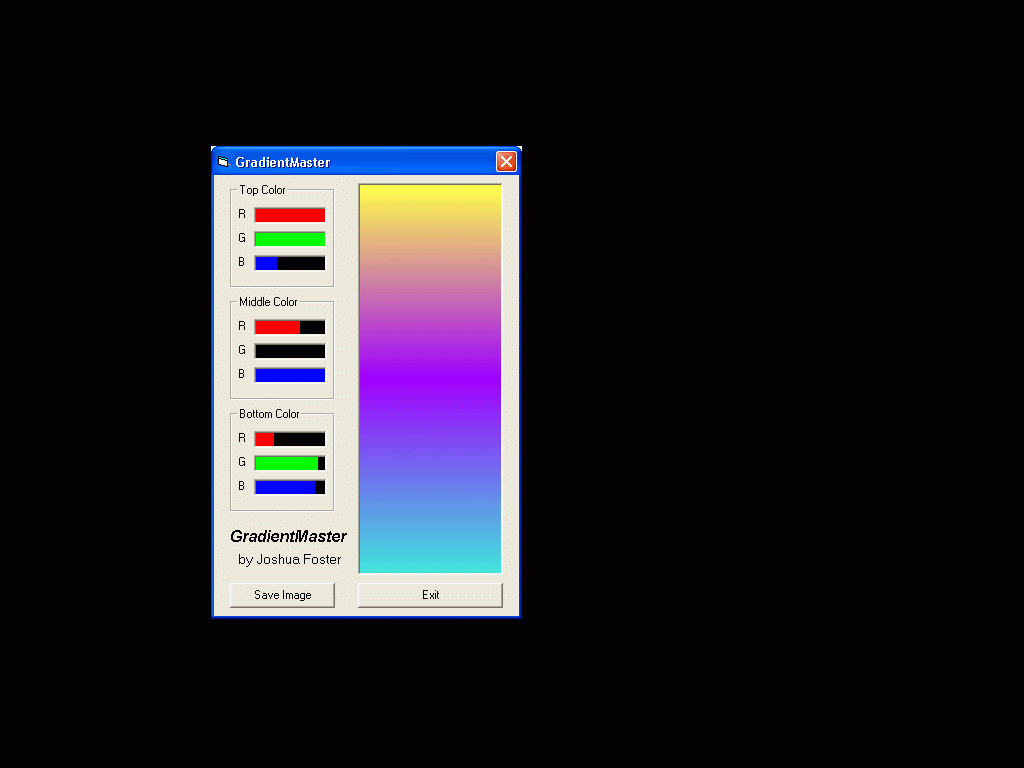 GradientMaster
Top Color
R
G
B
Middle Color
R
G
B
Bottom Color
R
G
B
GradientMaster
by Joshua Foster
Save Image
Exit